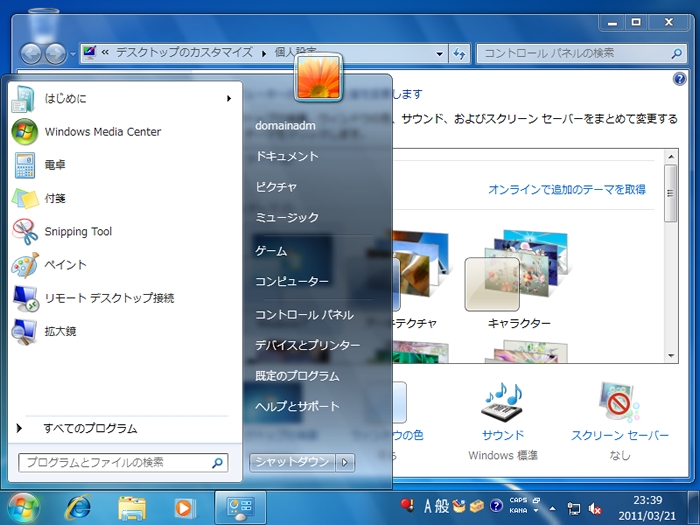 « デスクトップのカスタマイズ ▸ 個人設定
コントロール パネルの検索
はじめに
Windows Media Center
電卓
付箋
Snipping Tool
ペイント
リモート デスクトップ接続
拡大鏡
すべてのプログラム
プログラムとファイルの検索
domainadm
ドキュメント
ピクチャ
ミュージック
ゲーム
コンピューター
コントロール パネル
デバイスとプリンター
既定のプログラム
ヘルプとサポート
シャットダウン
サウンド、およびスクリーン セーバーをまとめて変更する
オンラインで追加のテーマを取得
キテクチャ
キャラクター
ウの色
サウンド
Windows 標準
スクリーン セーバー
なし
A 般
CAPS
KANA
23:39
2011/03/21